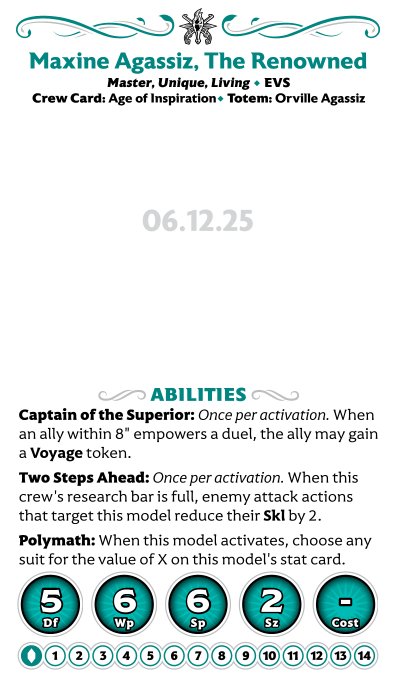 Maxine Agassiz, The Renowned
Master, Unique, Living ♦ EVS
Crew Card: Age of Inspiration♦ Totem: Orville Agassiz
06.12.25
ABILITIES
Captain of the Superior: Once per activation. When
an ally within 8" empowers a duel, the ally may gain
a Voyage token.
Two Steps Ahead: Once per activation. When this
crew's research bar is full, enemy attack actions
that target this model reduce their Skl by 2.
Polymath: When this model activates, choose any
suit for the value of X on this model's stat card.
5 6 6 2 -
Df Wp Sp Sz Cost
1 2 3 4 5 6 7 8 9 10 11 12 13 14